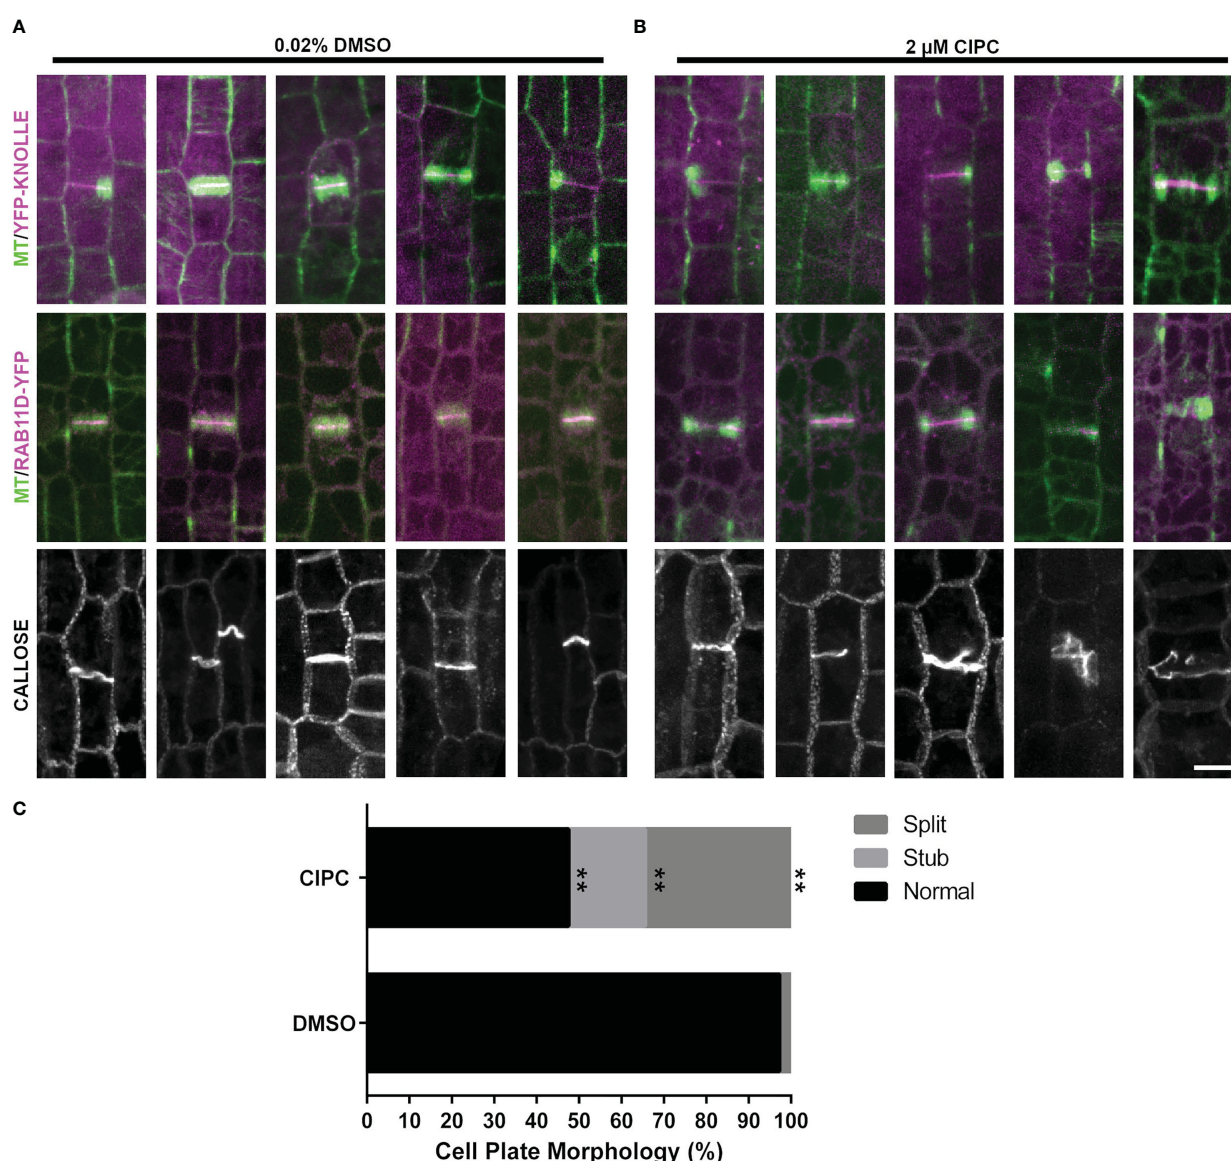 A
B
0.02% DMSO
2 µM CIPC
MT/YFP-KNOLLE
MT/RAB11D-YFP
CALLOSE
C
CIPC
**
**
**
DMSO
0 10 20 30 40 50 60 70 80 90 100
Cell Plate Morphology (%)
Split
Stub
Normal